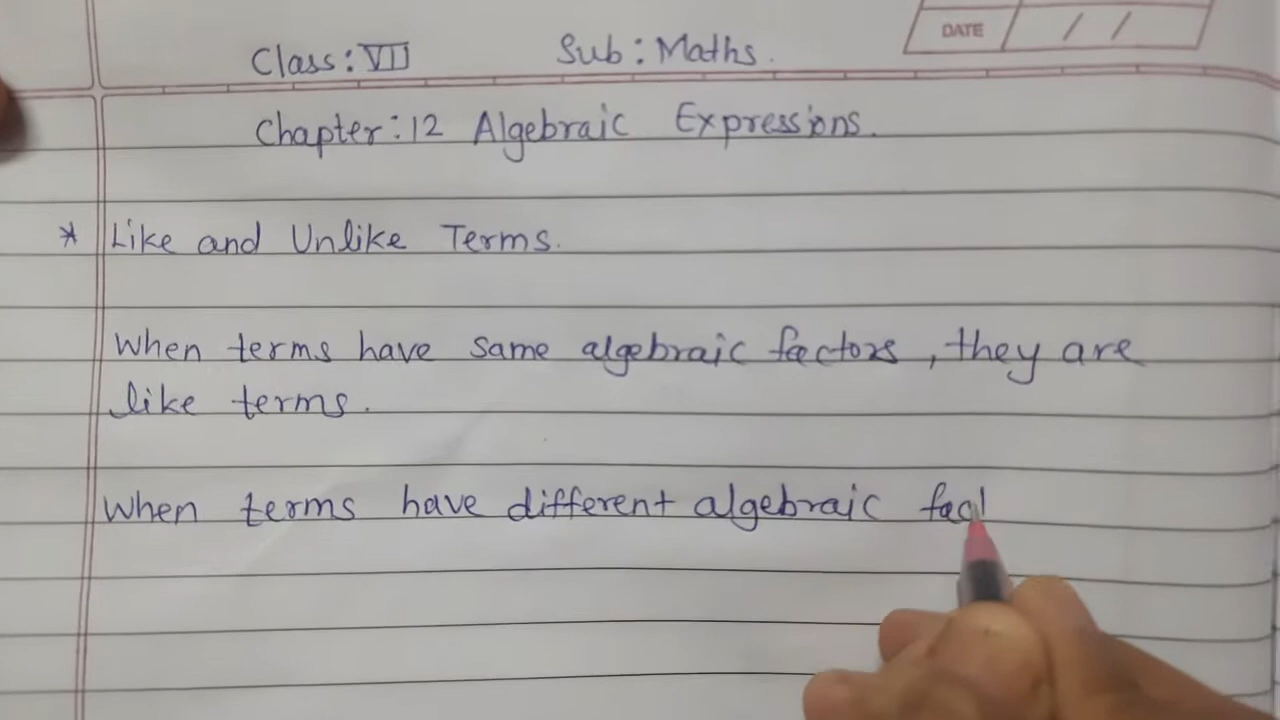 DATE / /
Class: VII Sub: Maths.
Chapter: 12 Algebraic Expressions.
* Like and Unlike Terms.
When terms have same algebraic factors, they are
like terms.
When terms have different algebraic